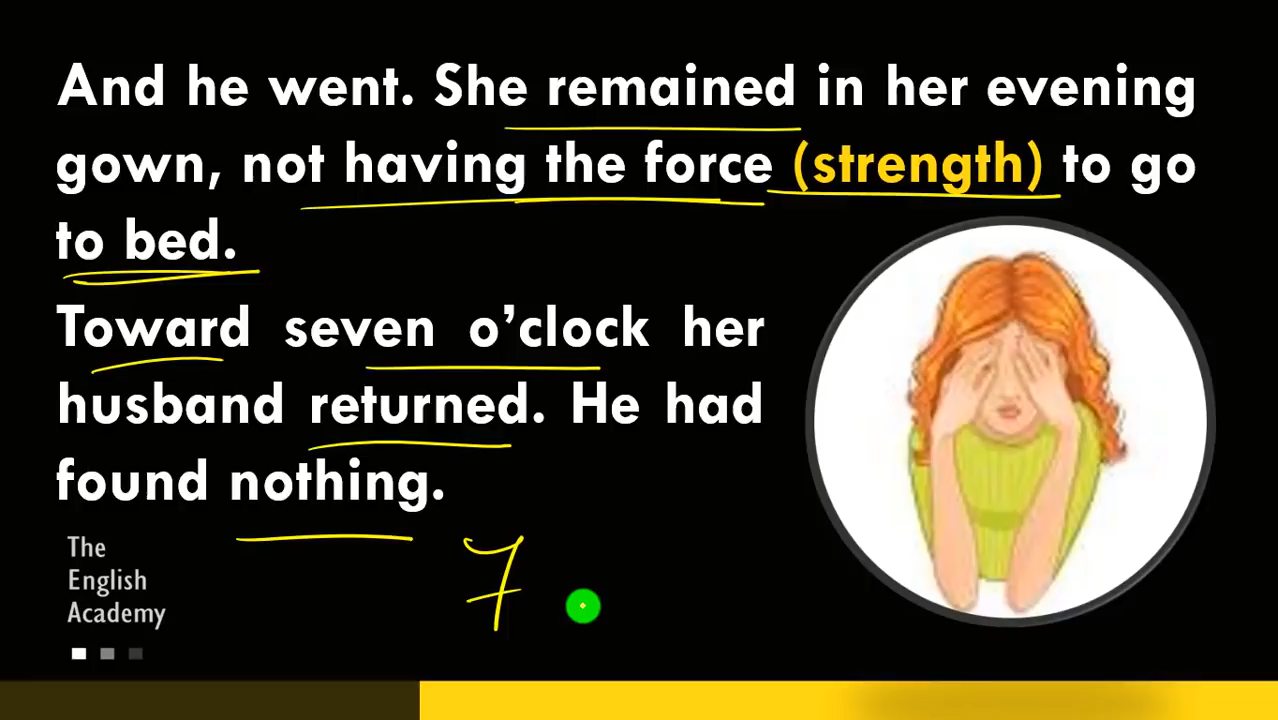 And he went. She remained in her evening
gown, not having the force (strength) to go
to bed.
Toward seven o'clock her
husband returned. He had
found nothing.
The
English
Academy
7